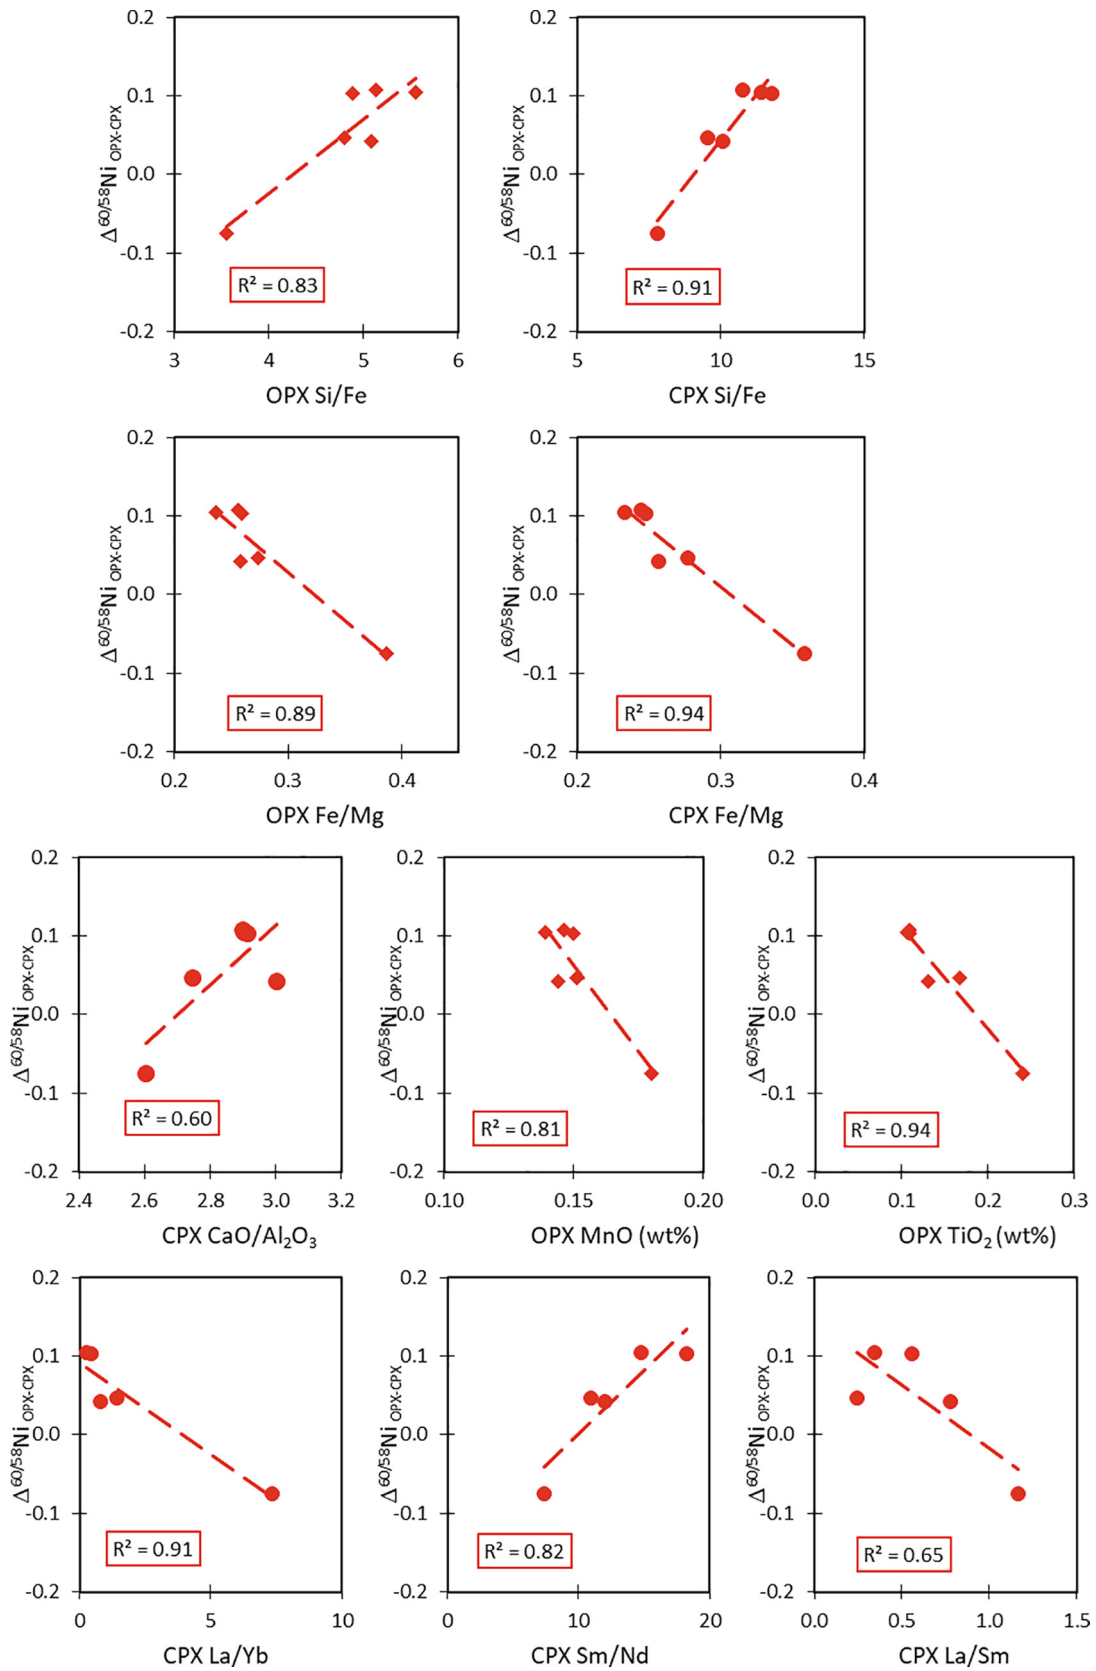 0.2
0.1
0.0
-0.1
-0.2
Δ60/58Ni OPX-CPX
R² = 0.83
3 4 5 6
OPX Si/Fe
0.2
0.1
0.0
-0.1
-0.2
Δ60/58Ni OPX-CPX
R² = 0.91
5 10 15
CPX Si/Fe
0.2
0.1
0.0
-0.1
-0.2
Δ60/58Ni OPX-CPX
R² = 0.89
0.2 0.3 0.4
OPX Fe/Mg
0.2
0.1
0.0
-0.1
-0.2
Δ60/58Ni OPX-CPX
R² = 0.94
0.2 0.3 0.4
CPX Fe/Mg
0.2
0.1
0.0
-0.1
-0.2
Δ60/58Ni OPX-CPX
R² = 0.60
2.4 2.6 2.8 3.0 3.2
CPX CaO/Al₂O₃
0.2
0.1
0.0
-0.1
-0.2
Δ60/58Ni OPX-CPX
R² = 0.81
0.10 0.15 0.20
OPX MnO (wt%)
0.2
0.1
0.0
-0.1
-0.2
Δ60/58Ni OPX-CPX
R² = 0.94
0.0 0.1 0.2 0.3
OPX TiO₂ (wt%)
0.2
0.1
0.0
-0.1
-0.2
Δ60/58Ni OPX-CPX
R² = 0.91
0 5 10
CPX La/Yb
0.2
0.1
0.0
-0.1
-0.2
Δ60/58Ni OPX-CPX
R² = 0.82
0 10 20
CPX Sm/Nd
0.2
0.1
0.0
-0.1
-0.2
Δ60/58Ni OPX-CPX
R² = 0.65
0.0 0.5 1.0 1.5
CPX La/Sm